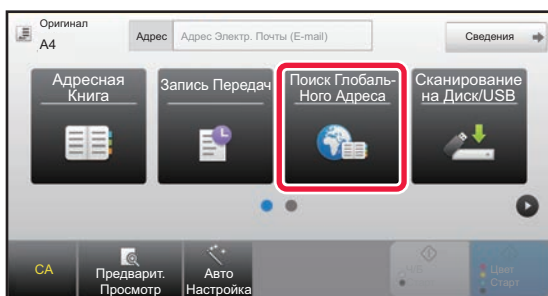 Оригинал
A4
Адрес
Адрес Электр. Почты (E-mail)
Сведения
Адресная
Книга
Запись Передач
Поиск Глобаль-
Ного Адреса
Сканирование
на Диск/USB
CA
Предварит.
Просмотр
Авто
Настройка
Ч/Б
Старт
Цвет
Старт